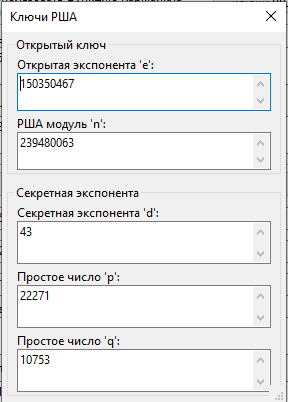 Ключи РША
Открытый ключ
Открытая экспонента 'e':
150350467
РША модуль 'n':
239480063
Секретная экспонента
Секретная экспонента 'd':
43
Простое число 'p':
22271
Простое число 'q':
10753